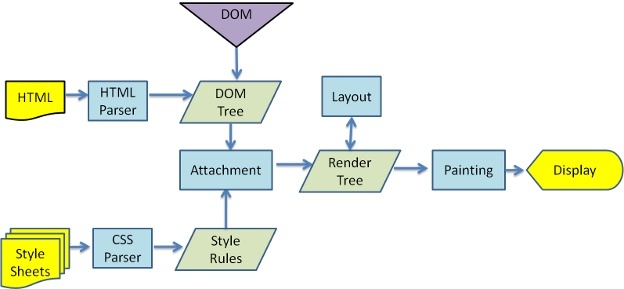 DOM
HTML
HTML
Parser
DOM
Tree
Layout
Attachment
Render
Tree
Painting
Display
Style
Sheets
CSS
Parser
Style
Rules